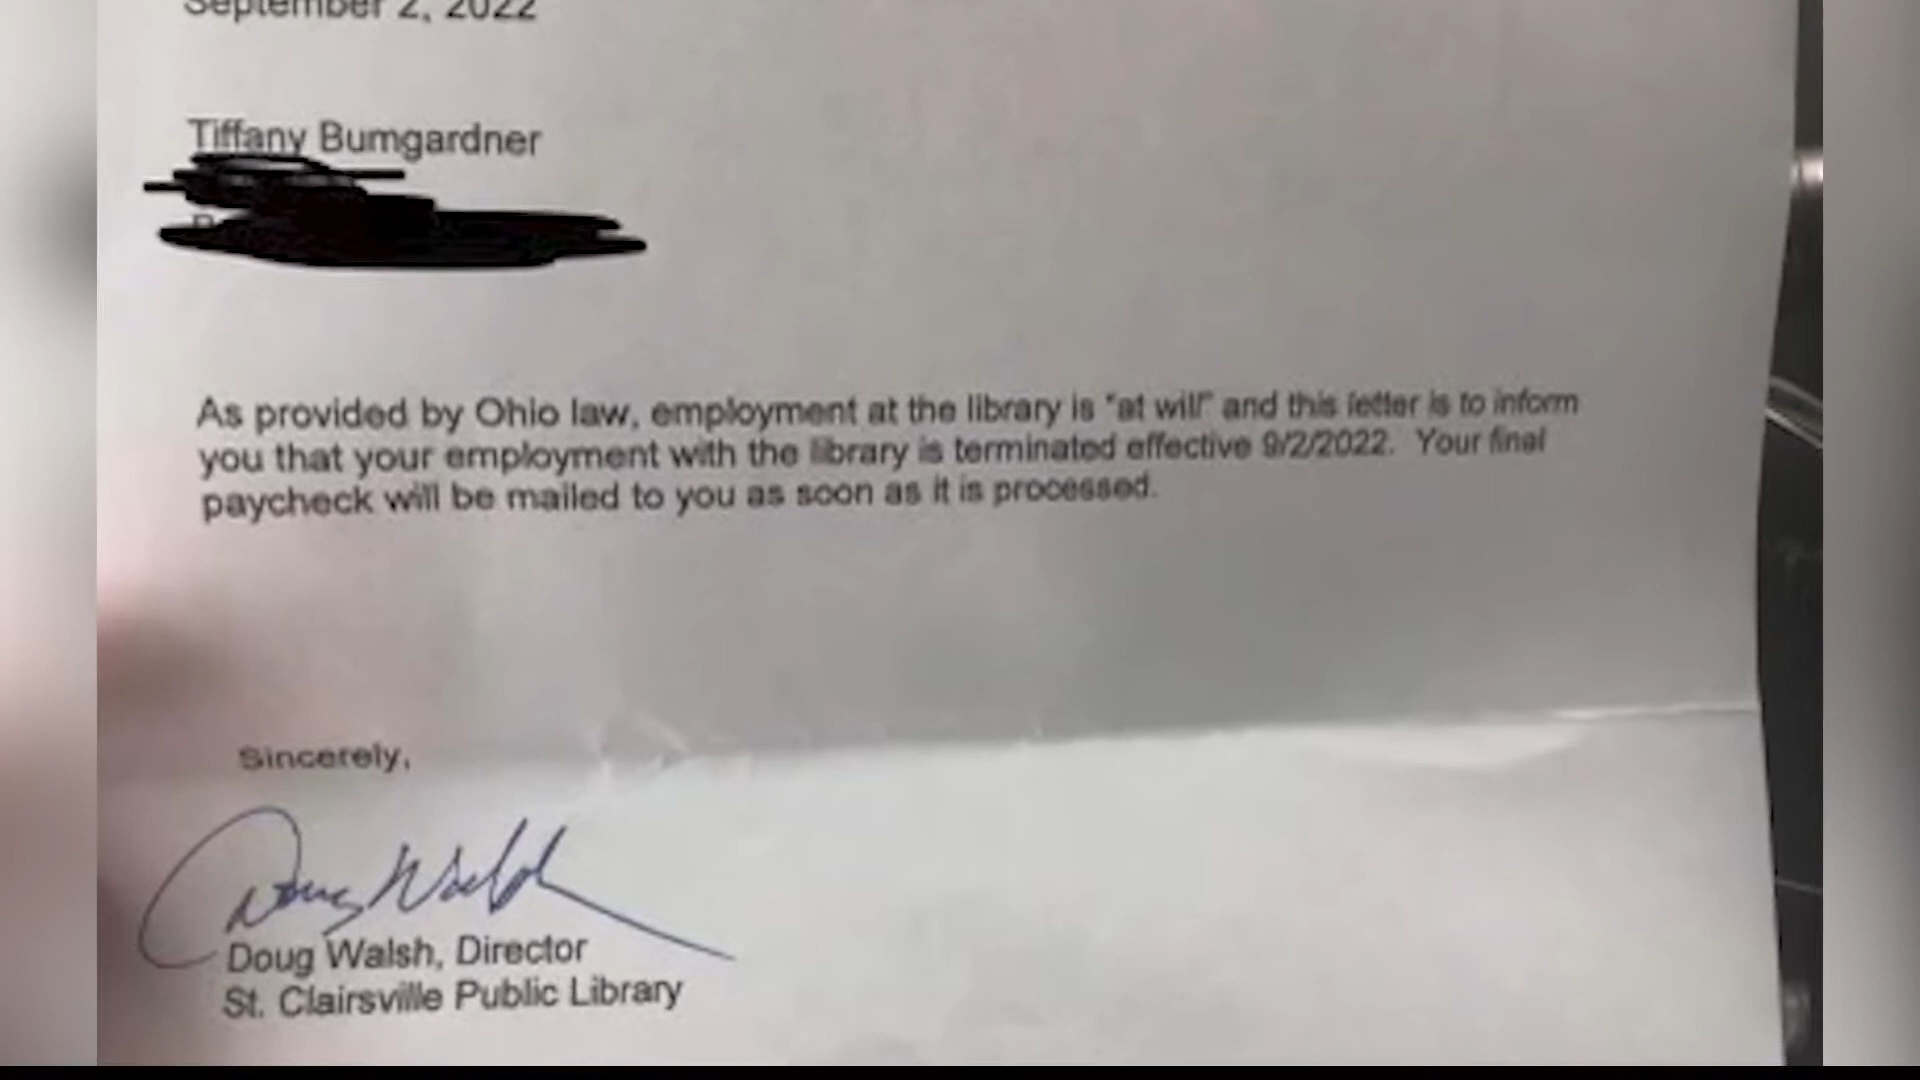 September 2, 2022
Tiffany Bumgardner
As provided by Ohio law, employment at the library is "at will" and this letter is to inform
you that your employment with the library is terminated effective 9/2/2022. Your final
paycheck will be mailed to you as soon as it is processed.
Sincerely,
Doug Walsh
Doug Walsh, Director
St. Clairsville Public Library